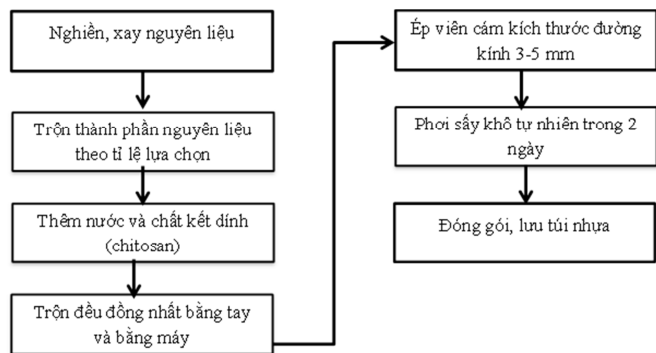 Nghiền, xay nguyên liệu
Trộn thành phần nguyên liệu
theo tỉ lệ lựa chọn
Thêm nước và chất kết dính
(chitosan)
Trộn đều đồng nhất bằng tay
và bằng máy
Ép viên cám kích thước đường
kính 3-5 mm
Phơi sấy khô tự nhiên trong 2
ngày
Đóng gói, lưu túi nhựa